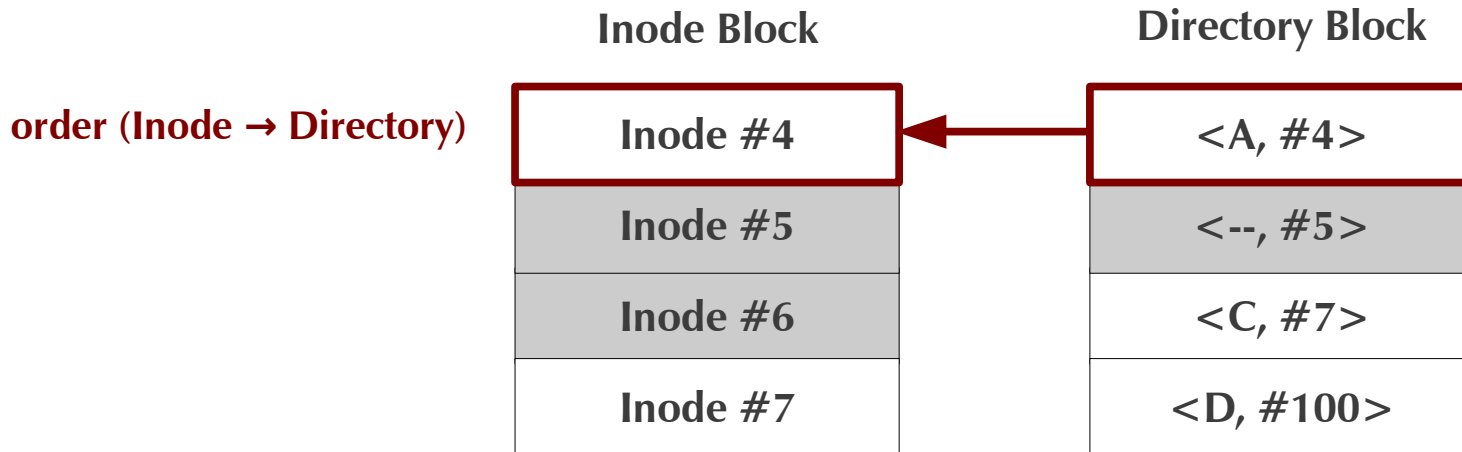 Inode Block
Directory Block
order (Inode → Directory)
Inode #4
<A, #4>
Inode #5
<--, #5>
Inode #6
<C, #7>
Inode #7
<D, #100>